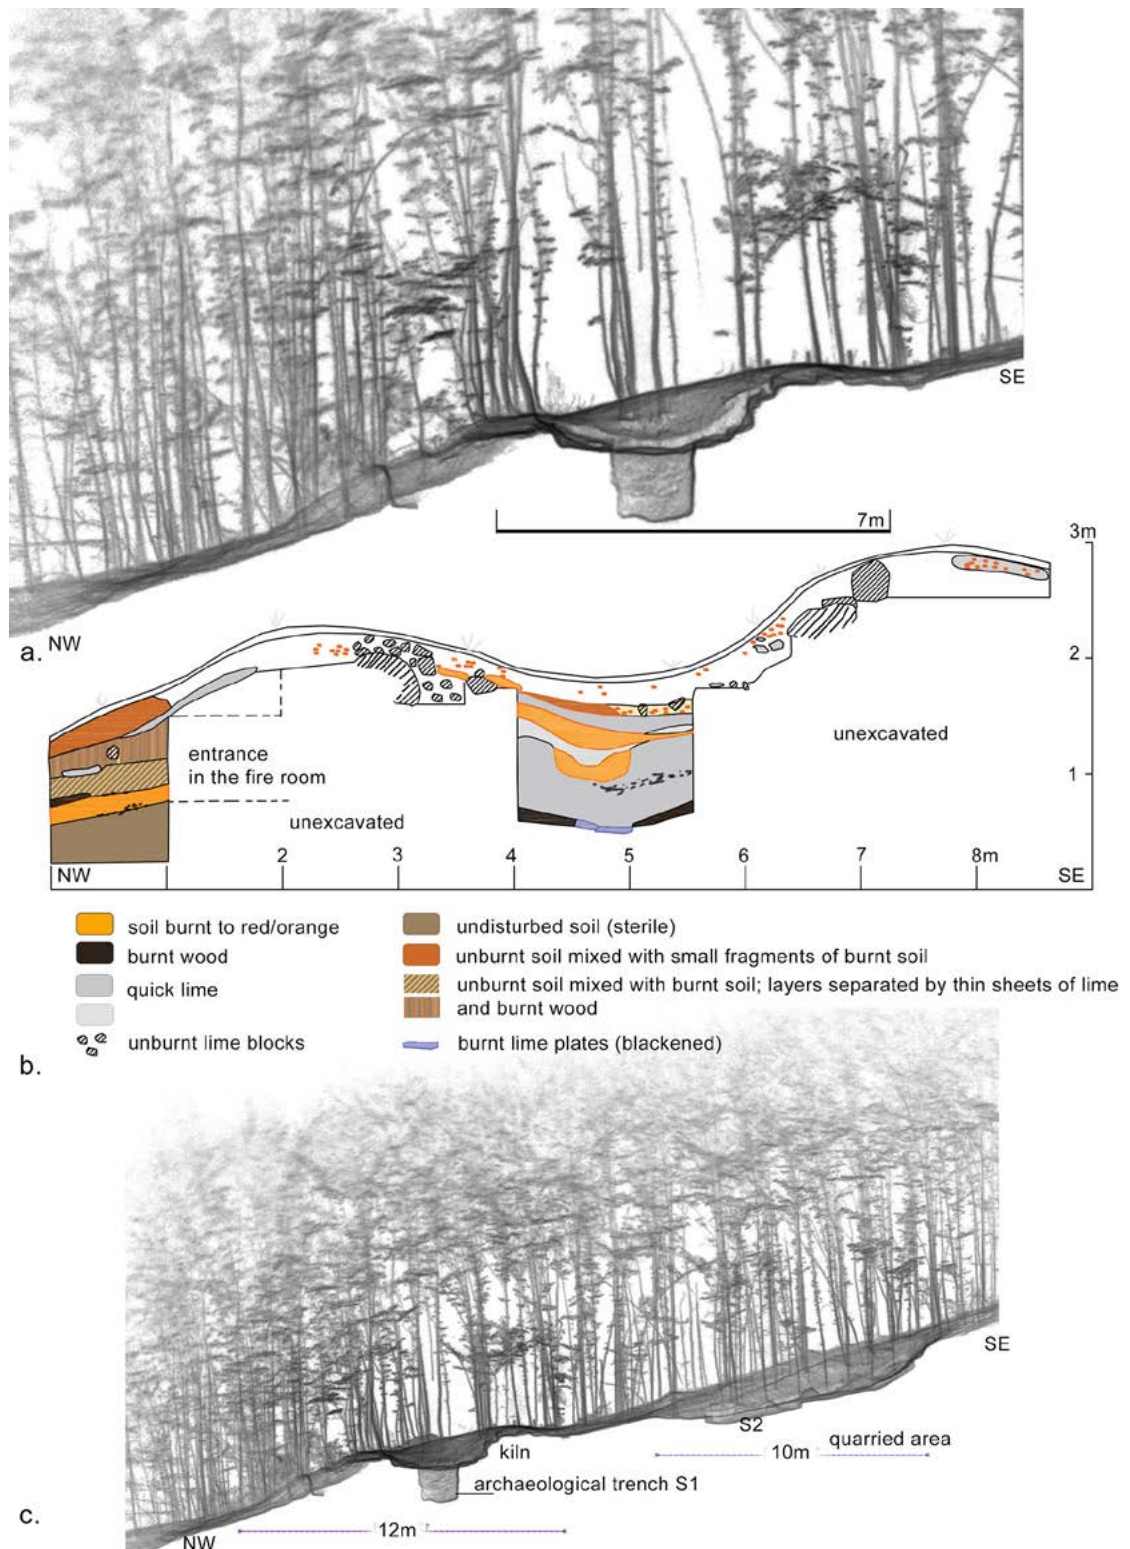 SE
7m
3m
a. NW
2
entrance
in the fire room
unexcavated
1
unexcavated
2 3 4 5 6 7 8m
NW SE
soil burnt to red/orange
undisturbed soil (sterile)
burnt wood
unburnt soil mixed with small fragments of burnt soil
quick lime
unburnt soil mixed with burnt soil; layers separated by thin sheets of lime
and burnt wood
unburnt lime blocks
burnt lime plates (blackened)
b.
SE
S2
kiln
quarried area
10m
archaeological trench S1
c.
12m
NW